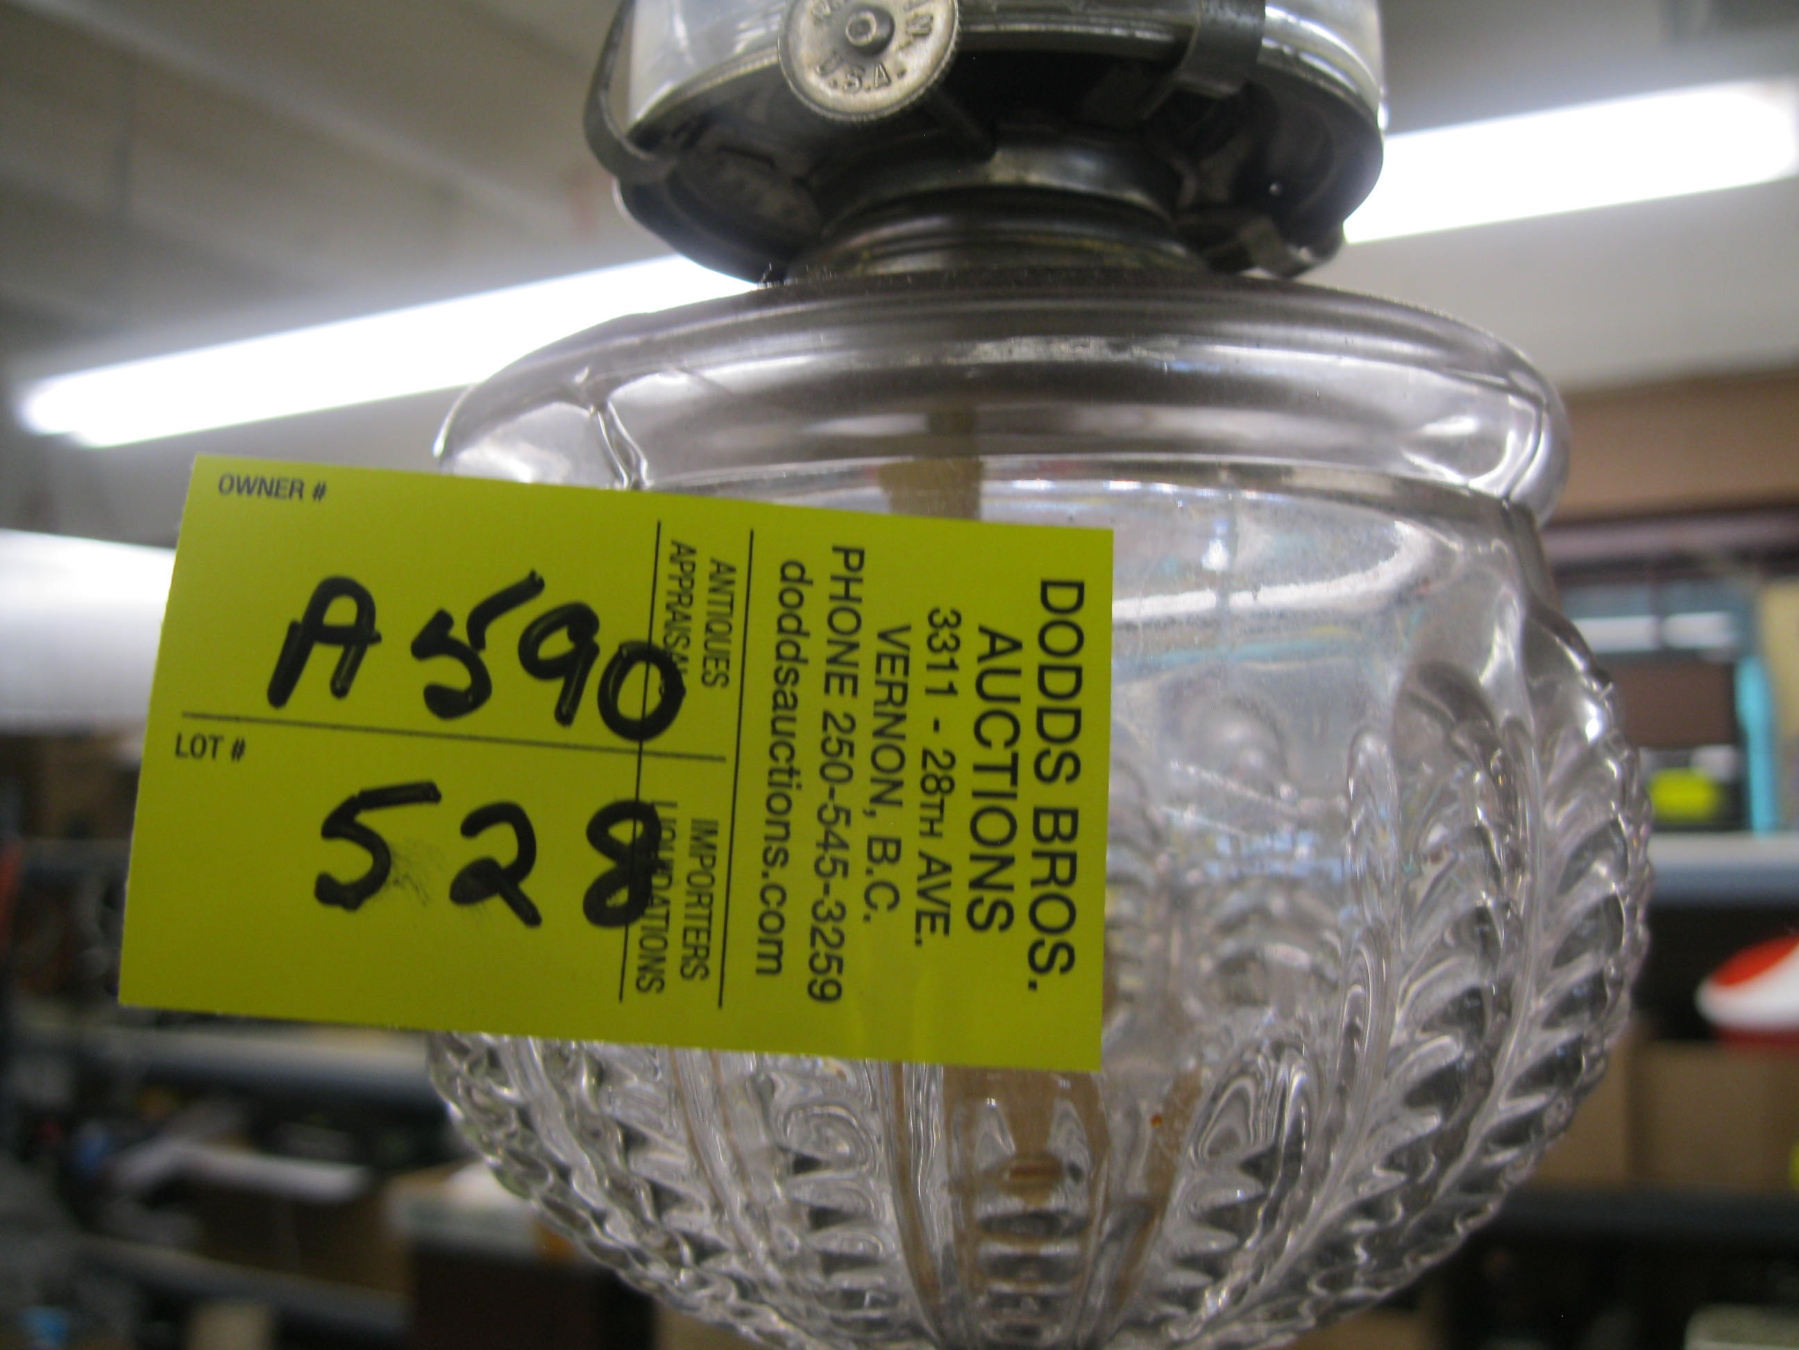 U.S.A.
OWNER #
A590
LOT #
528
DODDS BROS.
AUCTIONS
3311 - 28TH AVE.
VERNON, B.C.
PHONE 250-545-3259
doddsauctions.com
ANTIQUES
IMPORTERS
LIQUIDATIONS